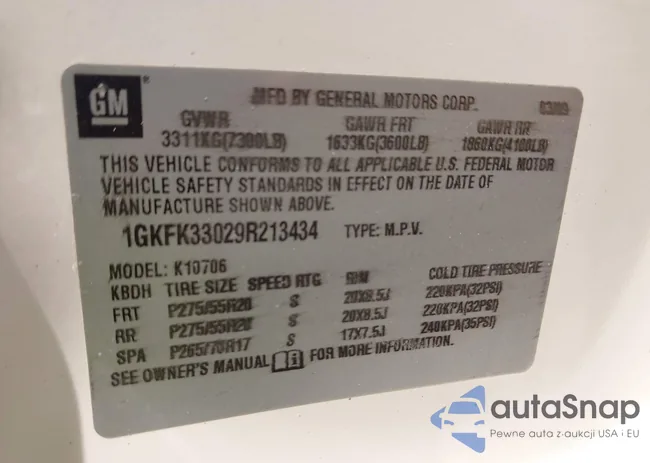 GM ® MFD BY GENERAL MOTORS CORP. 03/09
GVWR GAWR FRT GAWR RR
3311KG(7300LB) 1633KG(3600LB) 1860KG(4100LB)
THIS VEHICLE CONFORMS TO ALL APPLICABLE U.S. FEDERAL MOTOR
VEHICLE SAFETY STANDARDS IN EFFECT ON THE DATE OF
MANUFACTURE SHOWN ABOVE.
1GKFK33029R213434 TYPE: M.P.V.
MODEL: K10706
KBDH TIRE SIZE SPEED RTG RIM COLD TIRE PRESSURE
FRT P275/55R20 S 20X8.5J 220KPA(32PSI)
RR P275/55R20 S 20X8.5J 220KPA(32PSI)
SPA P265/70R17 S 17X7.5J 240KPA(35PSI)
SEE OWNER'S MANUAL FOR MORE INFORMATION.
autaSnap
Pewne auta z aukcji USA i EU